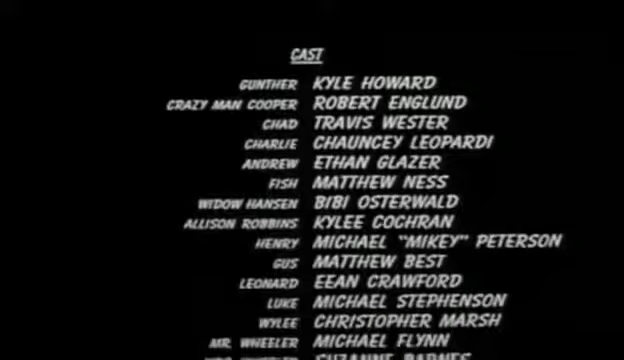 CAST
GUNTHER KYLE HOWARD
CRAZY MAN COOPER ROBERT ENGLUND
CHAD TRAVIS WESTER
CHARLIE CHAUNCEY LEOPARDI
ANDREW ETHAN GLAZER
FISH MATTHEW NESS
WIDOW HANSEN BIBI OSTERWALD
ALLISON ROBBINS KYLEE COCHRAN
HENRY MICHAEL "MIKEY" PETERSON
GUS MATTHEW BEST
LEONARD EEAN CRAWFORD
LUKE MICHAEL STEPHENSON
WYLEE CHRISTOPHER MARSH
MR. WHEELER MICHAEL FLYNN